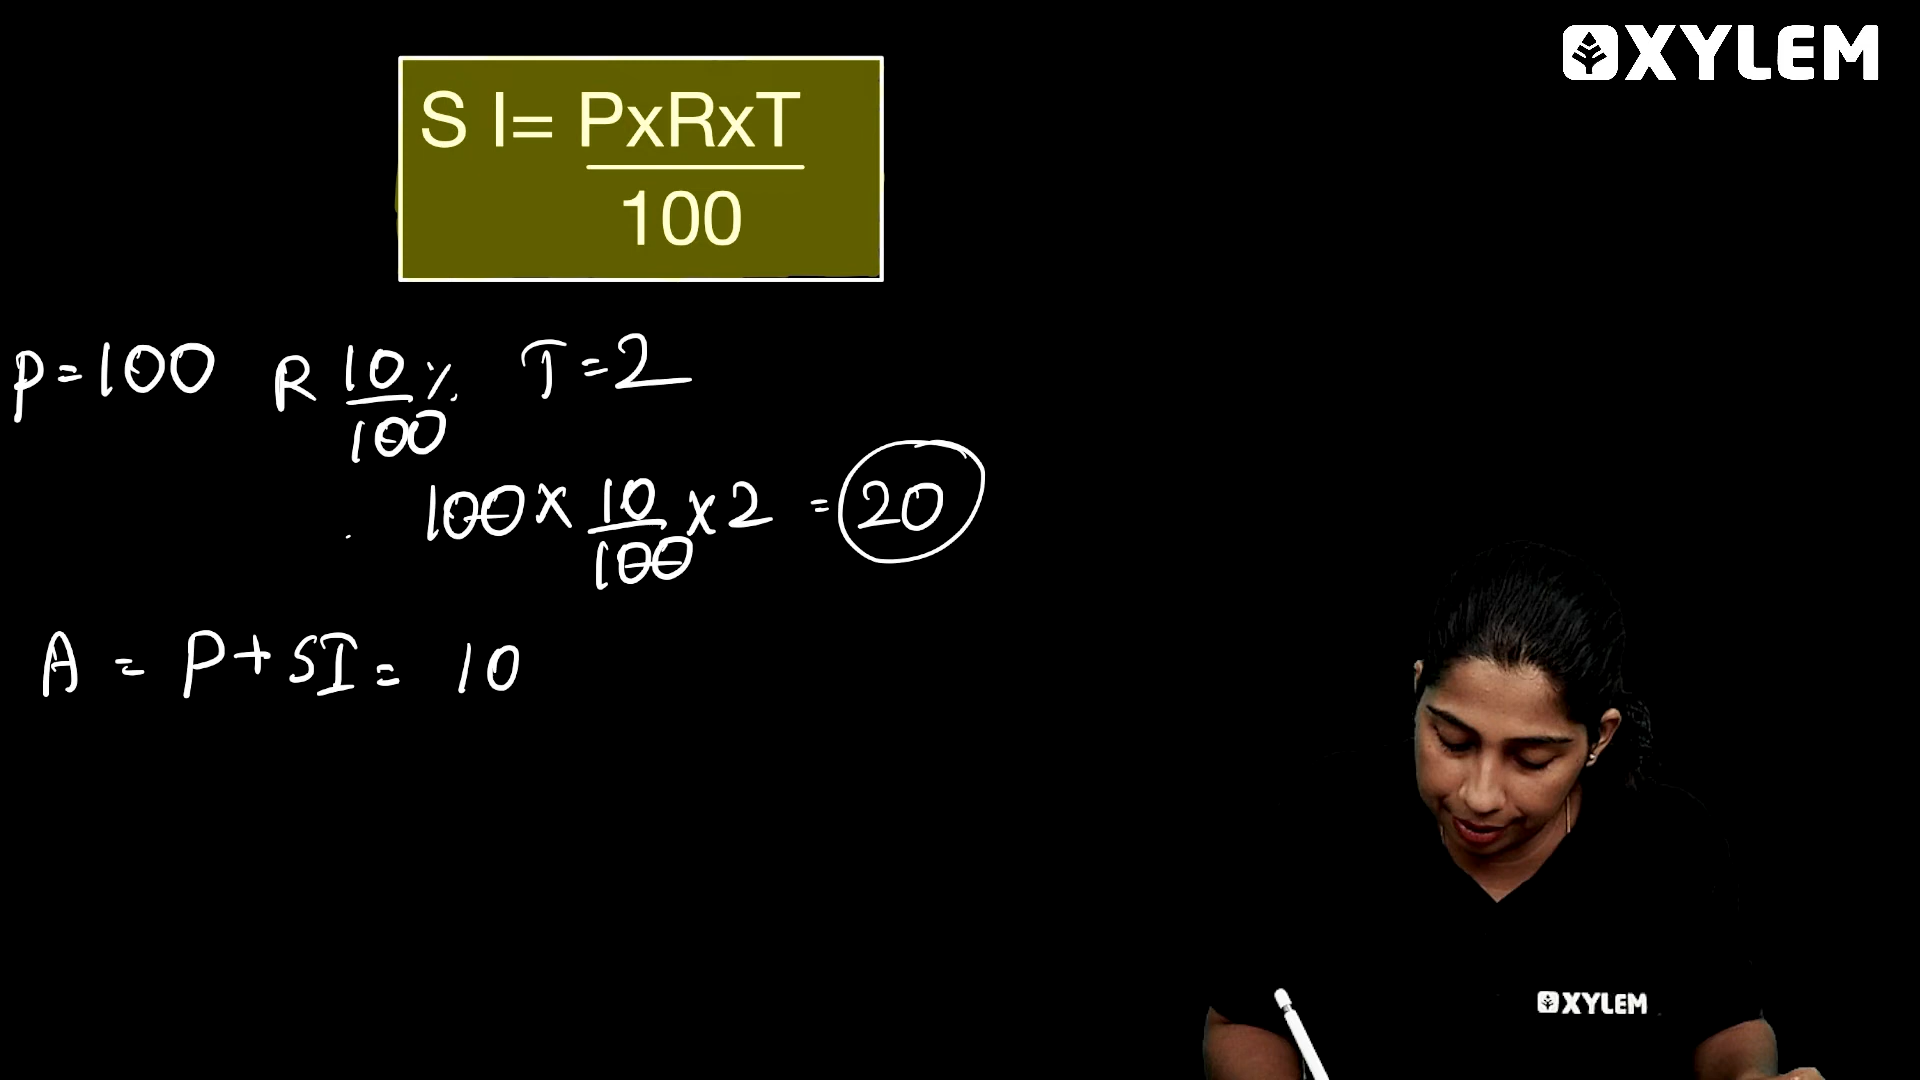 XYLEM
S I= PxRxT
100
P=100 R 10/100 % T=2
100 x 10/100 x 2 = 20
A = P+SI = 10
XYLEM